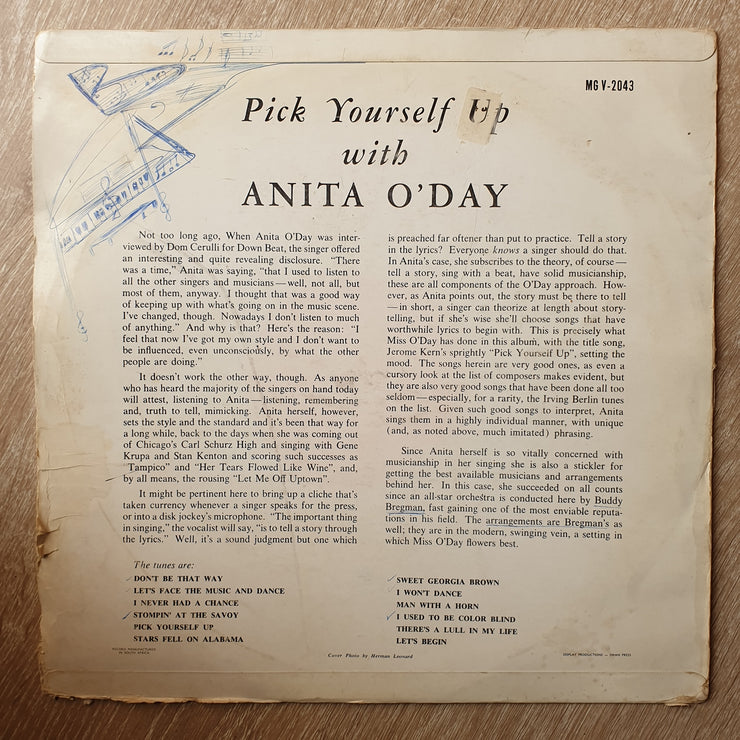 MG V-2043
Pick Yourself Up
with
ANITA O'DAY
Not too long ago, When Anita O'Day was inter-
viewed by Dom Cerulli for Down Beat, the singer offered
an interesting and quite revealing disclosure. "There
was a time," Anita was saying, "that I used to listen to
all the other singers and musicians — well, not all, but
most of them, anyway. I thought that was a good way
of keeping up with what's going on in the music scene.
I've changed, though. Nowadays I don't listen to much
of anything." And why is that? Here's the reason: "I
feel that now I've got my own style and I don't want to
be influenced, even unconsciously, by what the other
people are doing."
It doesn't work the other way, though. As anyone
who has heard the majority of the singers on hand today
will attest, listening to Anita — listening, remembering
and, truth to tell, mimicking. Anita herself, however,
sets the style and the standard and it's been that way for
a long while, back to the days when she was coming out
of Chicago's Carl Schurz High and singing with Gene
Krupa and Stan Kenton and scoring such successes as
"Tampico" and "Her Tears Flowed Like Wine", and,
by all means, the rousing "Let Me Off Uptown".
It might be pertinent here to bring up a cliche that's
taken currency whenever a singer speaks for the press,
or into a disk jockey's microphone. "The important thing
in singing," the vocalist will say, "is to tell a story through
the lyrics." Well, it's a sound judgment but one which
is preached far oftener than put to practice. Tell a story
in the lyrics? Everyone knows a singer should do that.
In Anita's case, she subscribes to the theory, of course —
tell a story, sing with a beat, have solid musicianship,
these are all components of the O'Day approach. How-
ever, as Anita points out, the story must be there to tell
— in short, a singer can theorize at length about story-
telling, but if she's wise she'll choose songs that have
worthwhile lyrics to begin with. This is precisely what
Miss O'Day has done in this album, with the title song,
Jerome Kern's sprightly "Pick Yourself Up", setting the
mood. The songs herein are very good ones, as even a
cursory look at the list of composers makes evident, but
they are also very good songs that have been done all too
seldom — especially, for a rarity, the Irving Berlin tunes
on the list. Given such good songs to interpret, Anita
sings them in a highly individual manner, with unique
(and, as noted above, much imitated) phrasing.
Since Anita herself is so vitally concerned with
musicianship in her singing she is also a stickler for
getting the best available musicians and arrangements
behind her. In this case, she succeeded on all counts
since an all-star orchestra is conducted here by Buddy
Bregman, fast gaining one of the most enviable reputa-
tions in his field. The arrangements are Bregman's as
well; they are in the modern, swinging vein, a setting in
which Miss O'Day flowers best.
The tunes are:
DON'T BE THAT WAY
LET'S FACE THE MUSIC AND DANCE
I NEVER HAD A CHANCE
STOMPIN' AT THE SAVOY
PICK YOURSELF UP
STARS FELL ON ALABAMA
SWEET GEORGIA BROWN
I WON'T DANCE
MAN WITH A HORN
I USED TO BE COLOR BLIND
THERE'S A LULL IN MY LIFE
LET'S BEGIN
RECORD MANUFACTURED
IN SOUTH AFRICA
Cover Photo by Herman Leonard
DISPLAY PRODUCTIONS —  PRESS